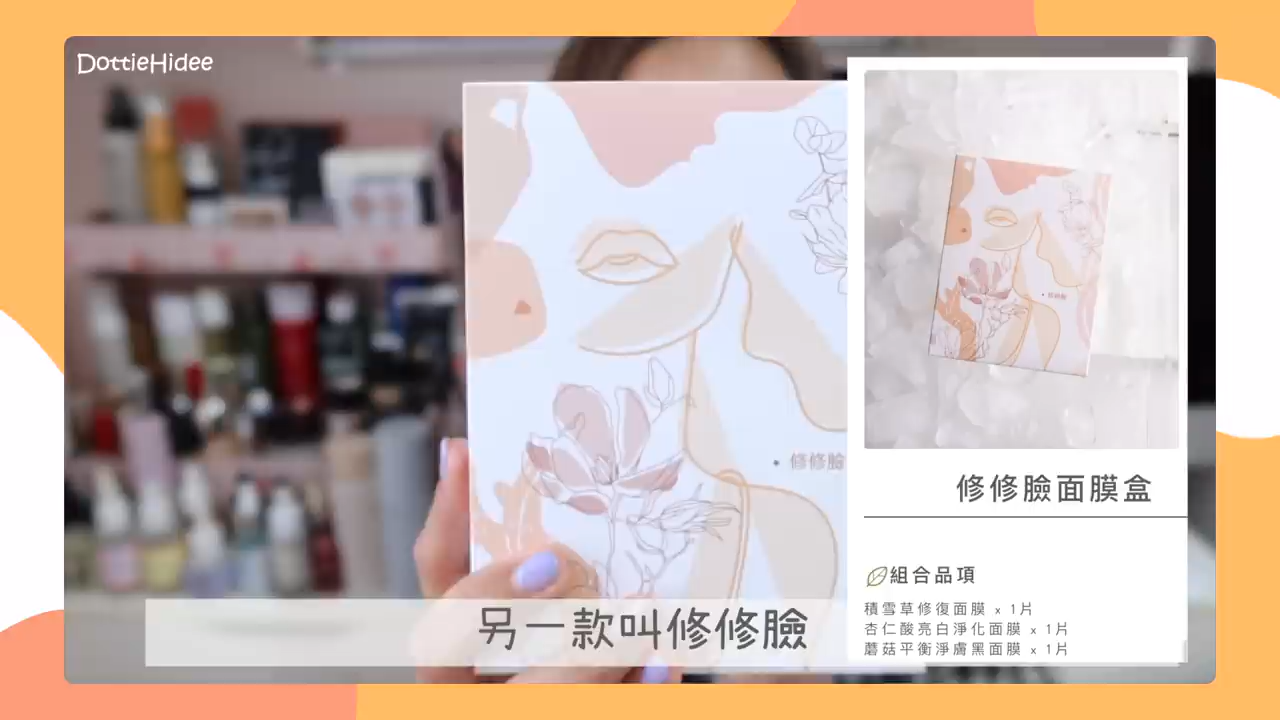 DottieHidee
• 修修臉
修修臉面膜盒
組合品項
積雪草修復面膜 x 1片
杏仁酸亮白淨化面膜 x 1片
蘑菇平衡淨膚黑面膜 x 1片
另一款叫修修臉